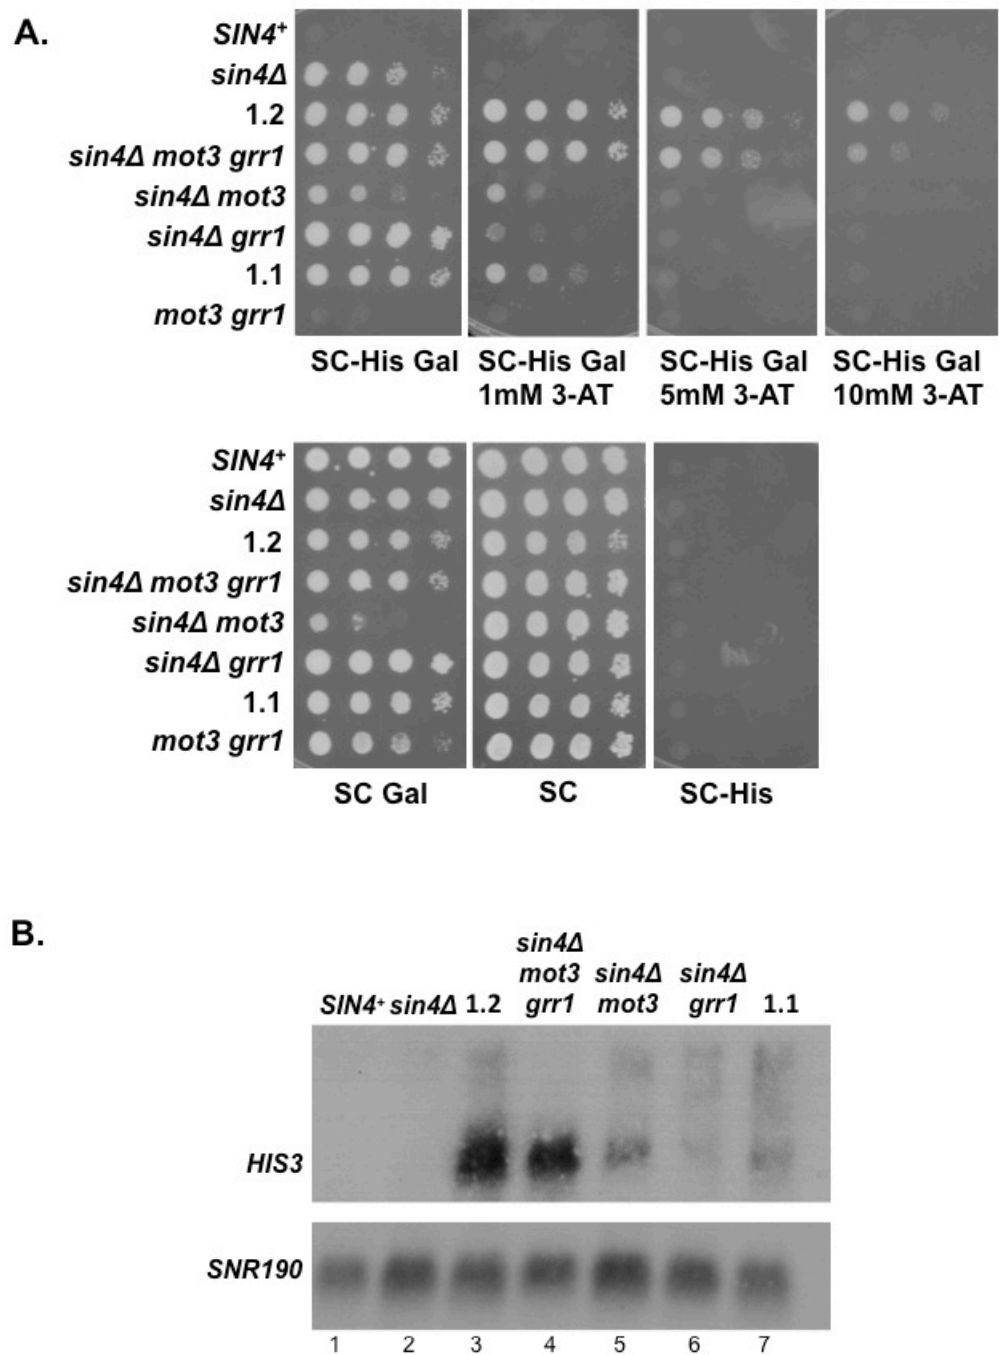 A.
SIN4⁺
sin4Δ
1.2
sin4Δ mot3 grr1
sin4Δ mot3
sin4Δ grr1
1.1
mot3 grr1
SC-His Gal
SC-His Gal
1mM 3-AT
SC-His Gal
5mM 3-AT
SC-His Gal
10mM 3-AT
SIN4⁺
sin4Δ
1.2
sin4Δ mot3 grr1
sin4Δ mot3
sin4Δ grr1
1.1
mot3 grr1
SC Gal
SC
SC-His
B.
SIN4⁺
sin4Δ
1.2
sin4Δ
mot3
grr1
sin4Δ
mot3
sin4Δ
grr1
1.1
HIS3
SNR190
1 2 3 4 5 6 7